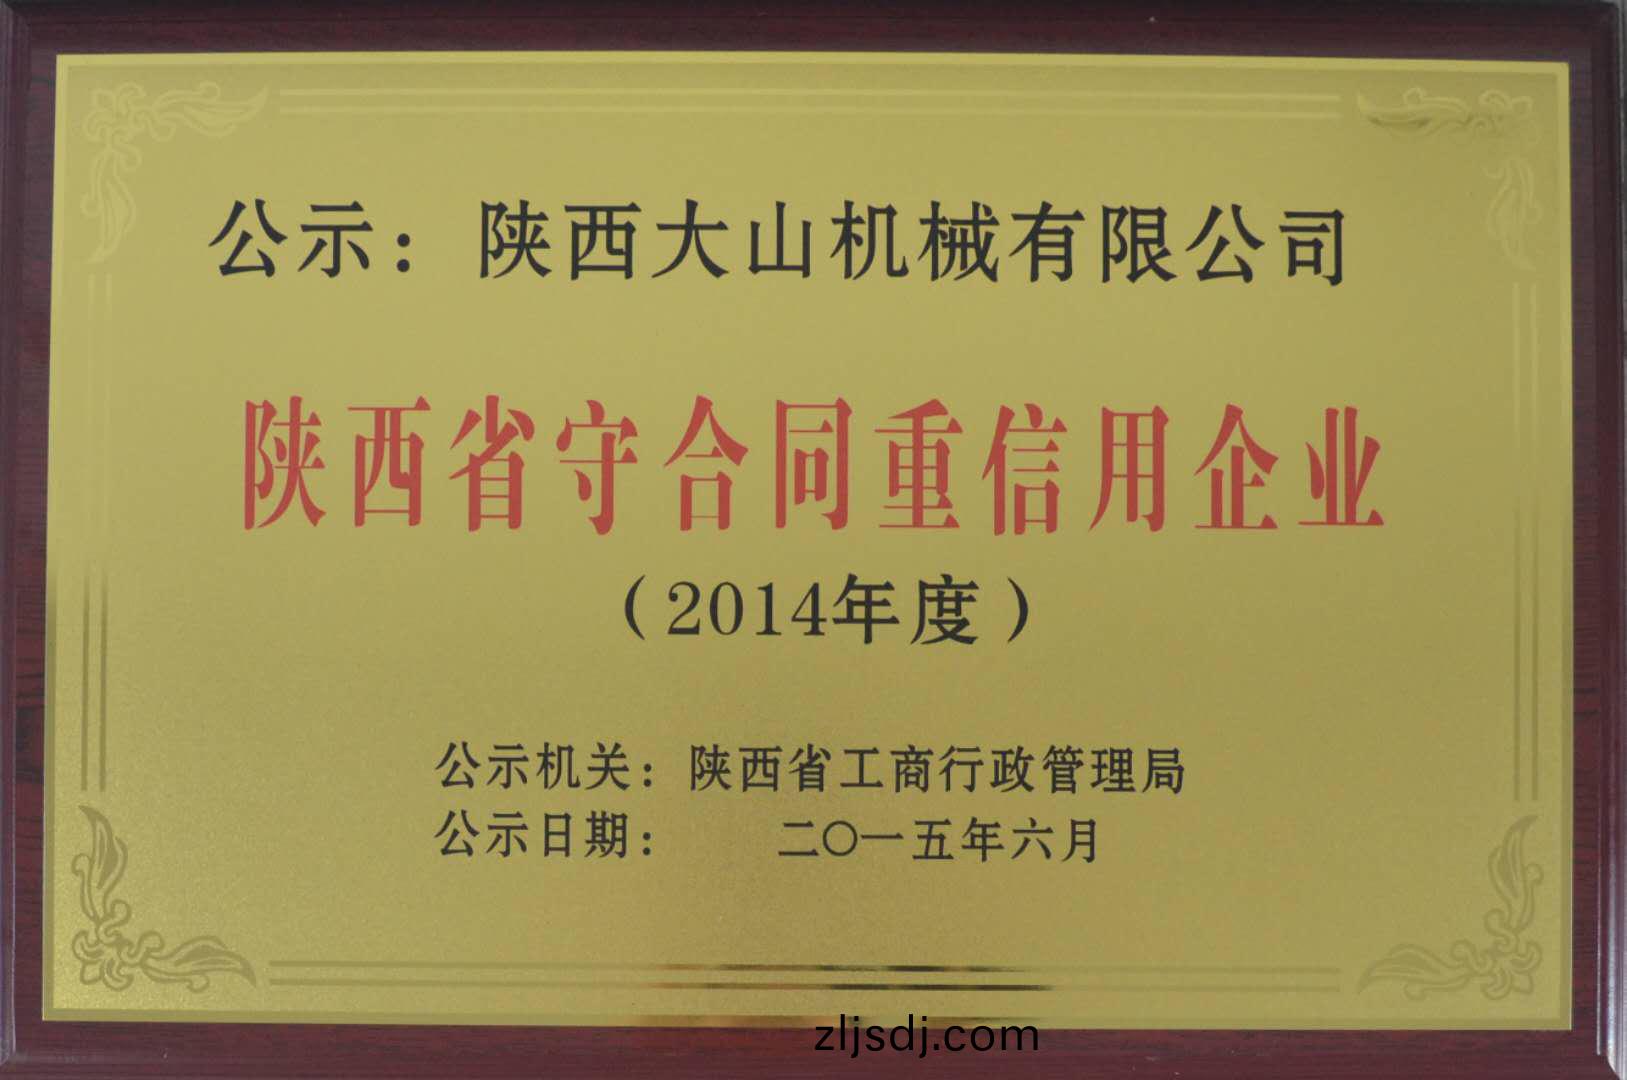 公示：陕西大山机械有限公司
陕西省守合同重信用企业
（2014年度）
公示机关：陕西省工商行政管理局
公示日期： 二〇一五年六月
zljsdj.com